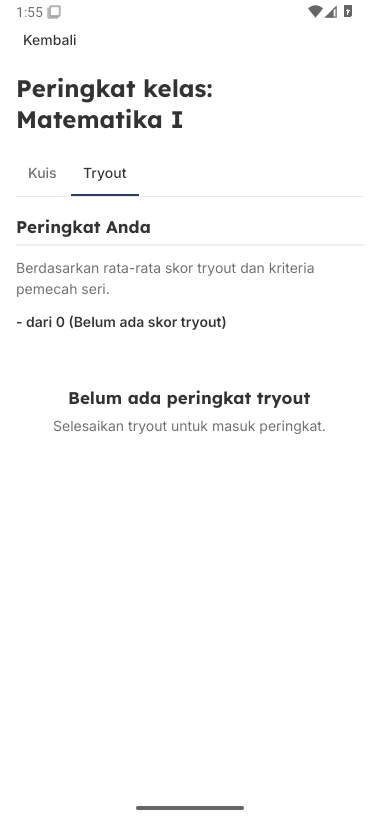 1:55
Kembali
Peringkat kelas:
Matematika I
Kuis
Tryout
Peringkat Anda
Berdasarkan rata-rata skor tryout dan kriteria
pemecah seri.
- dari 0 (Belum ada skor tryout)
Belum ada peringkat tryout
Selesaikan tryout untuk masuk peringkat.